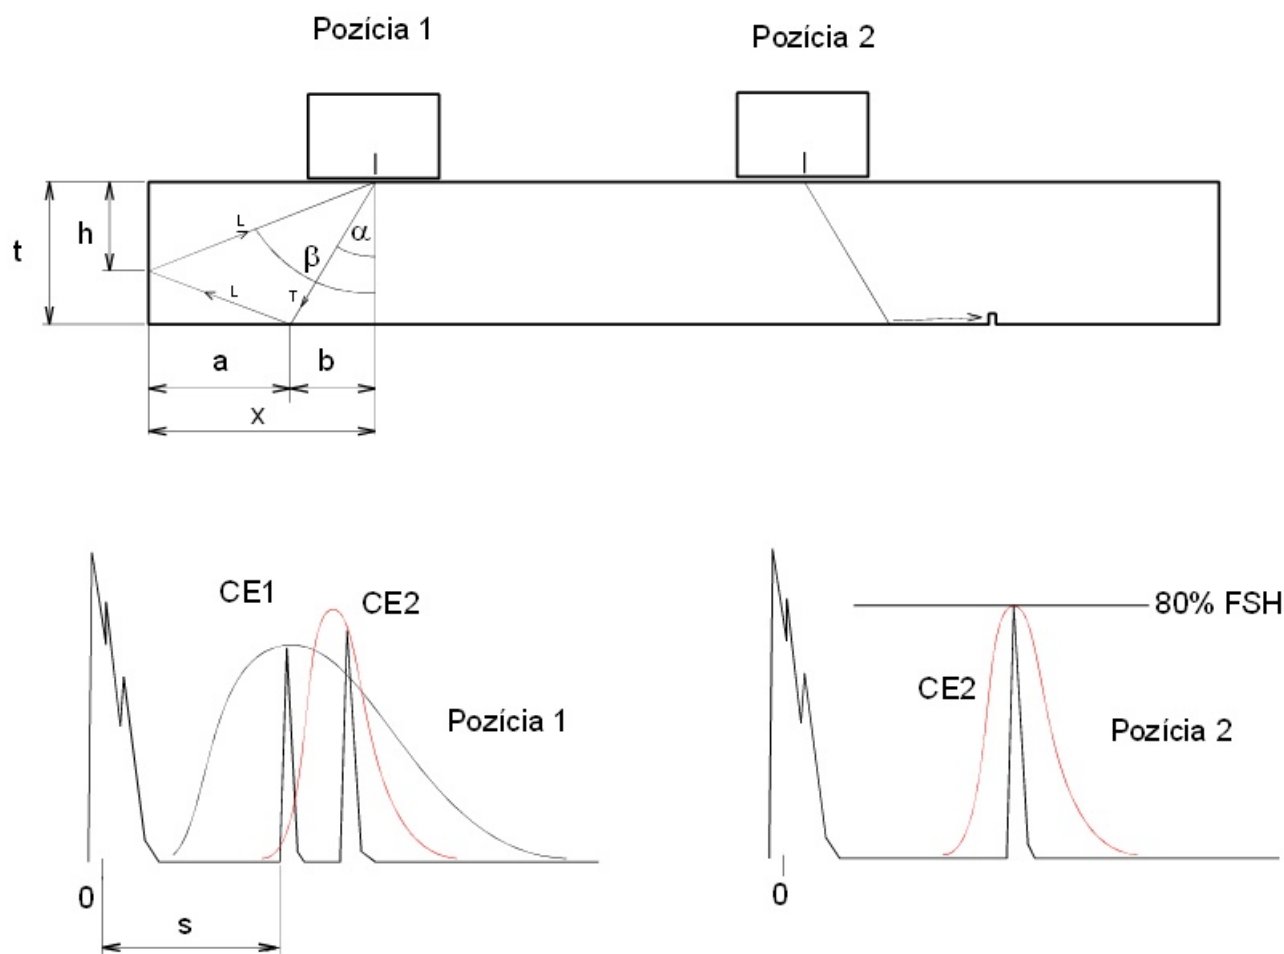 Pozícia 1
Pozícia 2
L
α
h
β
t
L
T
a
b
X
CE1
CE2
80% FSH
CE2
Pozícia 1
Pozícia 2
0
0
s